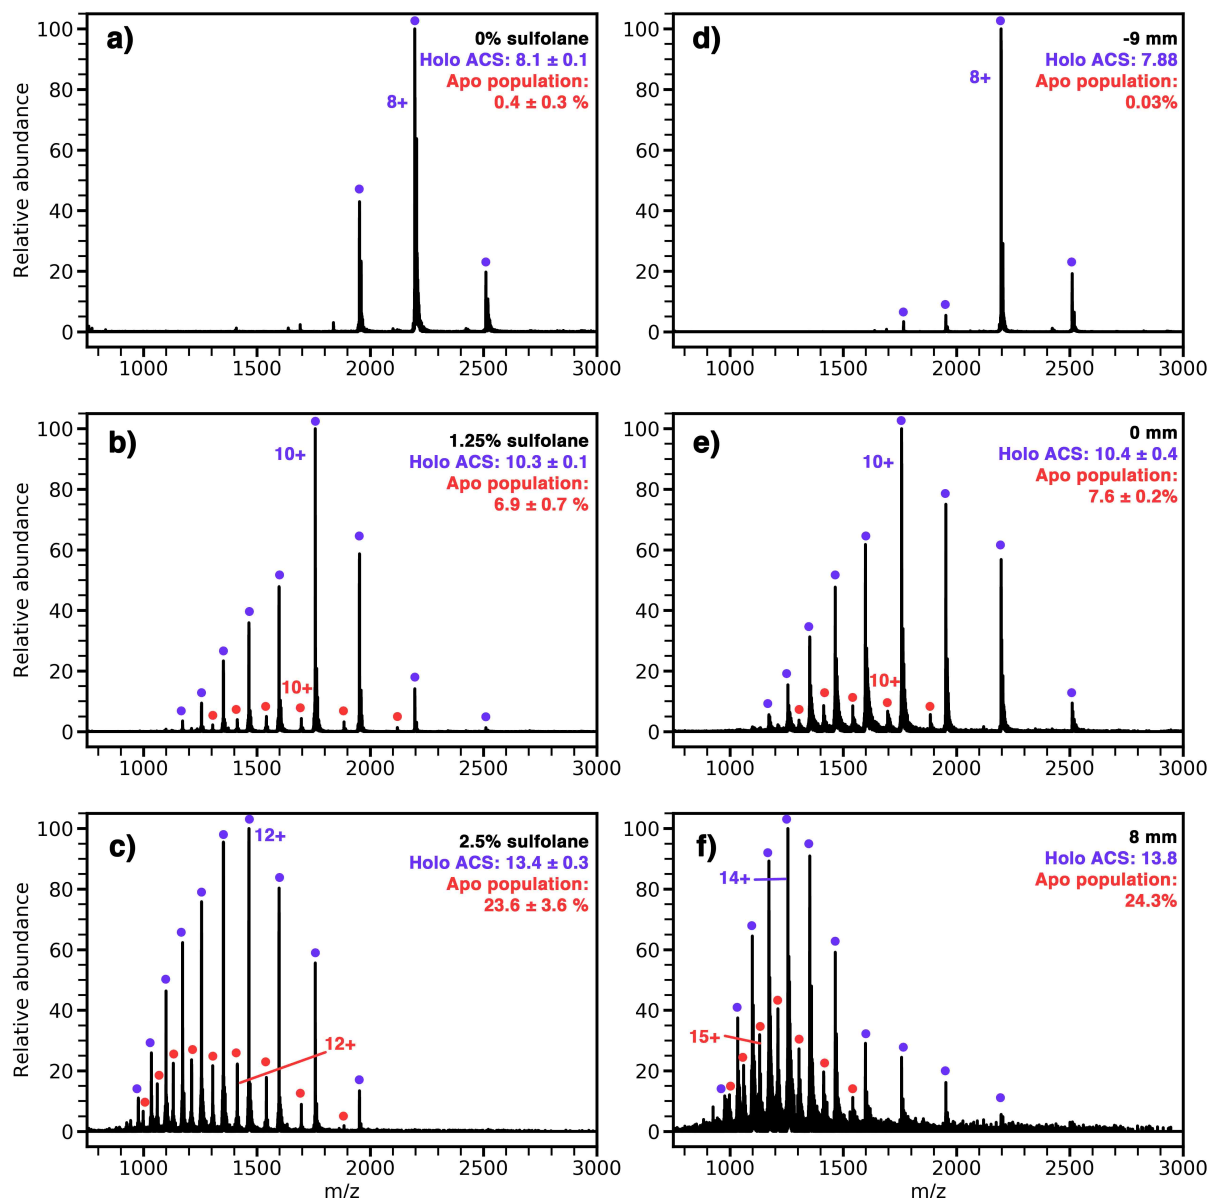 a)
0% sulfolane
Holo ACS: 8.1 ± 0.1
Apo population:
0.4 ± 0.3 %
8+
Relative abundance
100
80
60
40
20
0
1000 1500 2000 2500 3000
d)
-9 mm
Holo ACS: 7.88
Apo population:
0.03%
8+
100
80
60
40
20
0
1000 1500 2000 2500 3000
b)
1.25% sulfolane
Holo ACS: 10.3 ± 0.1
Apo population:
6.9 ± 0.7 %
10+
10+
Relative abundance
100
80
60
40
20
0
1000 1500 2000 2500 3000
e)
0 mm
Holo ACS: 10.4 ± 0.4
Apo population:
7.6 ± 0.2%
10+
10+
100
80
60
40
20
0
1000 1500 2000 2500 3000
c)
2.5% sulfolane
Holo ACS: 13.4 ± 0.3
Apo population:
23.6 ± 3.6 %
12+
12+
Relative abundance
100
80
60
40
20
0
1000 1500 2000 2500 3000
m/z
f)
8 mm
Holo ACS: 13.8
Apo population:
24.3%
14+
15+
100
80
60
40
20
0
1000 1500 2000 2500 3000
m/z